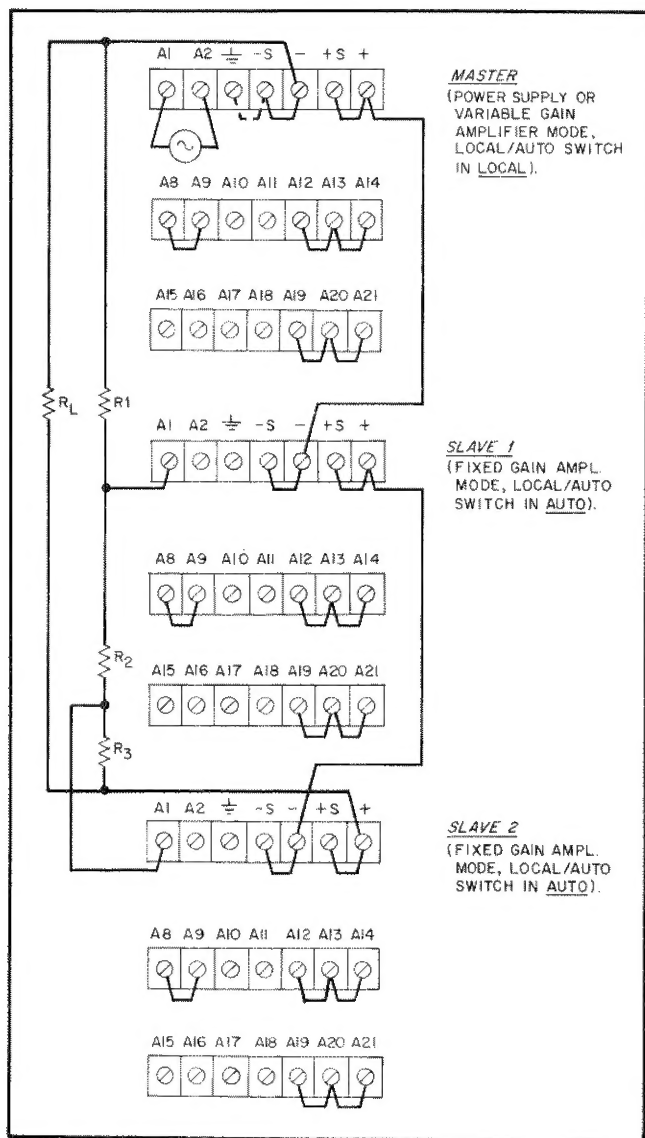 A1 A2 -S - +S +
MASTER
(POWER SUPPLY OR
VARIABLE GAIN
AMPLIFIER MODE,
LOCAL/AUTO SWITCH
IN LOCAL).
A8 A9 A10 A11 A12 A13 A14
A15 A16 A17 A18 A19 A20 A21
RL R1
A1 A2 -S - +S +
SLAVE 1
(FIXED GAIN AMPL.
MODE, LOCAL/AUTO
SWITCH IN AUTO).
A8 A9 A10 A11 A12 A13 A14
R2
A15 A16 A17 A18 A19 A20 A21
R3
A1 A2 -S - +S +
SLAVE 2
(FIXED GAIN AMPL.
MODE, LOCAL/AUTO
SWITCH IN AUTO).
A8 A9 A10 A11 A12 A13 A14
A15 A16 A17 A18 A19 A20 A21